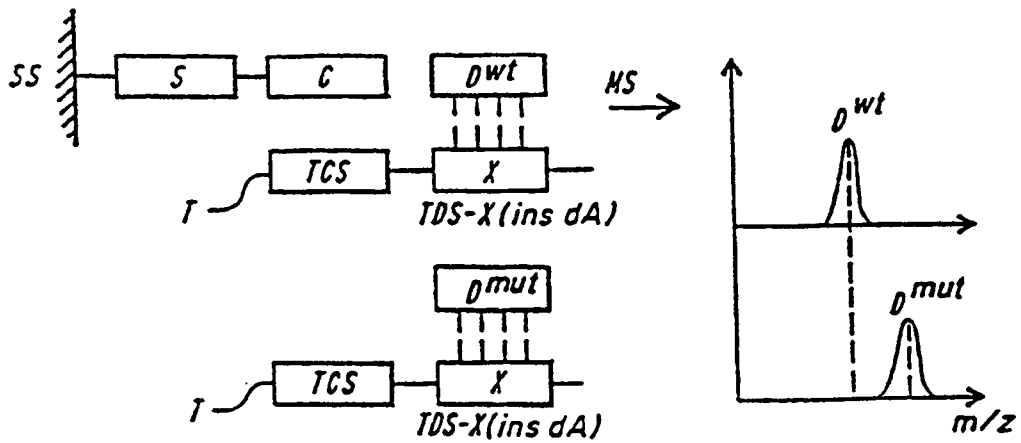 SS
S
C
D wt
MS
D wt
TCS
X
T
TDS-X(ins dA)
D mut
D mut
TCS
X
T
TDS-X(ins dA)
m/z